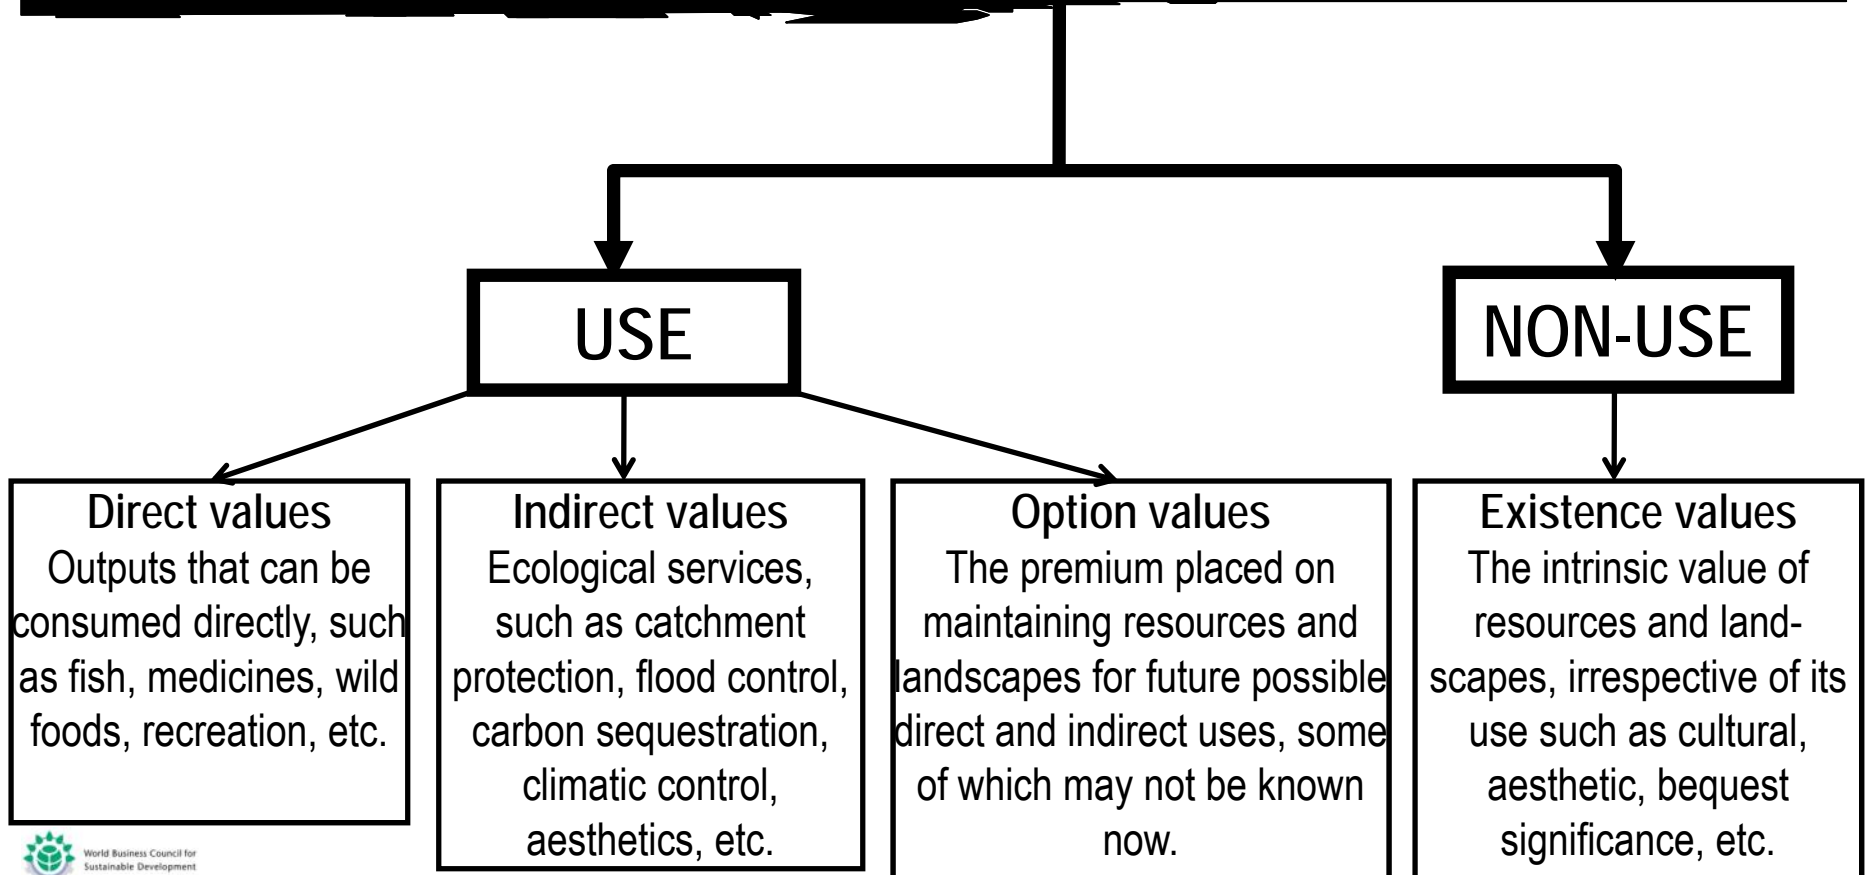 USE
NON-USE
Direct values
Outputs that can be
consumed directly, such
as fish, medicines, wild
foods, recreation, etc.
Indirect values
Ecological services,
such as catchment
protection, flood control,
carbon sequestration,
climatic control,
aesthetics, etc.
Option values
The premium placed on
maintaining resources and
landscapes for future possible
direct and indirect uses, some
of which may not be known
now.
Existence values
The intrinsic value of
resources and land-
scapes, irrespective of its
use such as cultural,
aesthetic, bequest
significance, etc.
World Business Council for
Sustainable Development